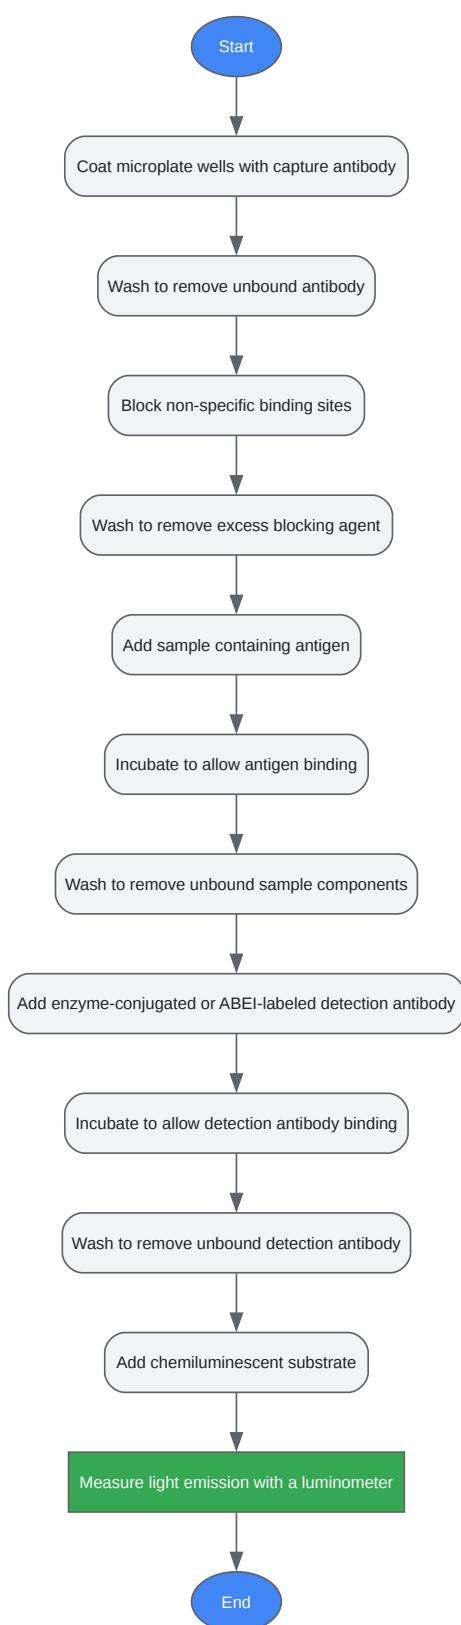 Start
Coat microplate wells with capture antibody
Wash to remove unbound antibody
Block non-specific binding sites
Wash to remove excess blocking agent
Add sample containing antigen
Incubate to allow antigen binding
Wash to remove unbound sample components
Add enzyme-conjugated or ABEI-labeled detection antibody
Incubate to allow detection antibody binding
Wash to remove unbound detection antibody
Add chemiluminescent substrate
Measure light emission with a luminometer
End